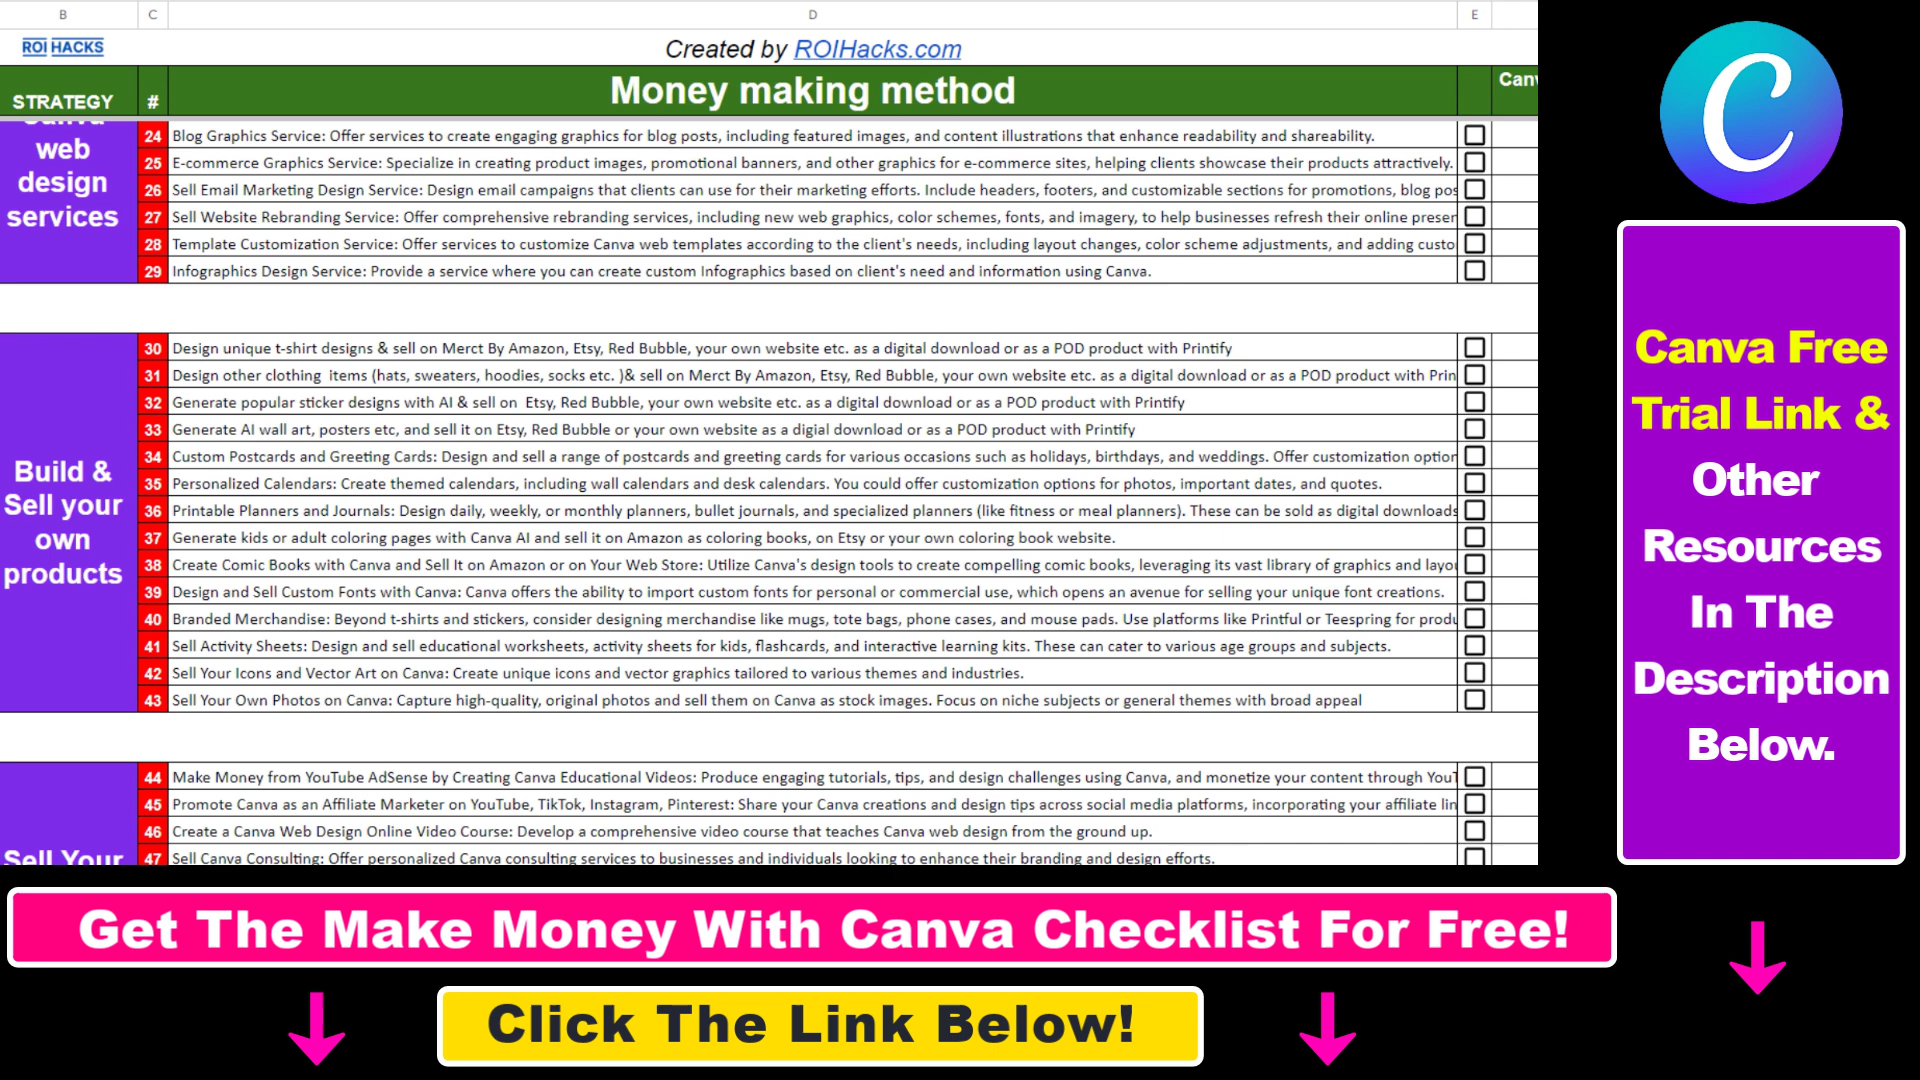 B C D E
ROI HACKS
Created by ROIHacks.com
STRATEGY # Money making method Canv
Canva
web
design
services
24 Blog Graphics Service: Offer services to create engaging graphics for blog posts, including featured images, and content illustrations that enhance readability and shareability.
25 E-commerce Graphics Service: Specialize in creating product images, promotional banners, and other graphics for e-commerce sites, helping clients showcase their products attractively.
26 Sell Email Marketing Design Service: Design email campaigns that clients can use for their marketing efforts. Include headers, footers, and customizable sections for promotions, blog pos
27 Sell Website Rebranding Service: Offer comprehensive rebranding services, including new web graphics, color schemes, fonts, and imagery, to help businesses refresh their online presen
28 Template Customization Service: Offer services to customize Canva web templates according to the client's needs, including layout changes, color scheme adjustments, and adding custo
29 Infographics Design Service: Provide a service where you can create custom Infographics based on client's need and information using Canva.
Build &
Sell your
own
products
30 Design unique t-shirt designs & sell on Merct By Amazon, Etsy, Red Bubble, your own website etc. as a digital download or as a POD product with Printify
31 Design other clothing items (hats, sweaters, hoodies, socks etc. )& sell on Merct By Amazon, Etsy, Red Bubble, your own website etc. as a digital download or as a POD product with Prin
32 Generate popular sticker designs with AI & sell on Etsy, Red Bubble, your own website etc. as a digital download or as a POD product with Printify
33 Generate AI wall art, posters etc, and sell it on Etsy, Red Bubble or your own website as a digial download or as a POD product with Printify
34 Custom Postcards and Greeting Cards: Design and sell a range of postcards and greeting cards for various occasions such as holidays, birthdays, and weddings. Offer customization option
35 Personalized Calendars: Create themed calendars, including wall calendars and desk calendars. You could offer customization options for photos, important dates, and quotes.
36 Printable Planners and Journals: Design daily, weekly, or monthly planners, bullet journals, and specialized planners (like fitness or meal planners). These can be sold as digital downloads
37 Generate kids or adult coloring pages with Canva AI and sell it on Amazon as coloring books, on Etsy or your own coloring book website.
38 Create Comic Books with Canva and Sell It on Amazon or on Your Web Store: Utilize Canva's design tools to create compelling comic books, leveraging its vast library of graphics and layou
39 Design and Sell Custom Fonts with Canva: Canva offers the ability to import custom fonts for personal or commercial use, which opens an avenue for selling your unique font creations.
40 Branded Merchandise: Beyond t-shirts and stickers, consider designing merchandise like mugs, tote bags, phone cases, and mouse pads. Use platforms like Printful or Teespring for produ
41 Sell Activity Sheets: Design and sell educational worksheets, activity sheets for kids, flashcards, and interactive learning kits. These can cater to various age groups and subjects.
42 Sell Your Icons and Vector Art on Canva: Create unique icons and vector graphics tailored to various themes and industries.
43 Sell Your Own Photos on Canva: Capture high-quality, original photos and sell them on Canva as stock images. Focus on niche subjects or general themes with broad appeal
Sell Your
44 Make Money from YouTube AdSense by Creating Canva Educational Videos: Produce engaging tutorials, tips, and design challenges using Canva, and monetize your content through YouT
45 Promote Canva as an Affiliate Marketer on YouTube, TikTok, Instagram, Pinterest: Share your Canva creations and design tips across social media platforms, incorporating your affiliate lin
46 Create a Canva Web Design Online Video Course: Develop a comprehensive video course that teaches Canva web design from the ground up.
47 Sell Canva Consulting: Offer personalized Canva consulting services to businesses and individuals looking to enhance their branding and design efforts.
C
Canva Free
Trial Link &
Other
Resources
In The
Description
Below.
Get The Make Money With Canva Checklist For Free!
Click The Link Below!